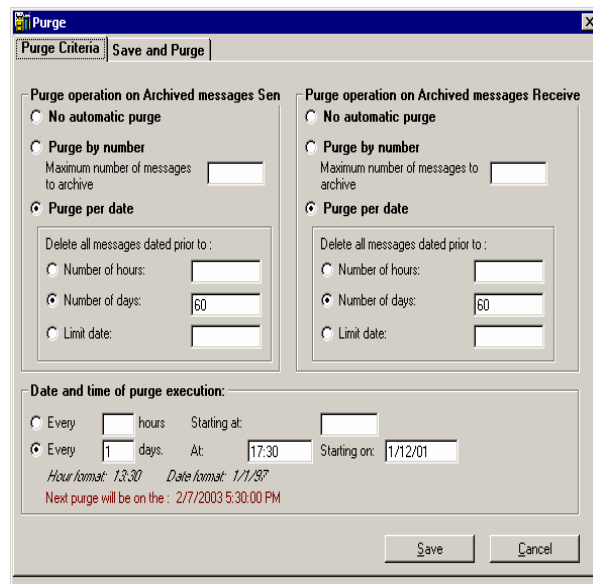 Purge
Purge Criteria Save and Purge
Purge operation on Archived messages Sen
No automatic purge
Purge by number
Maximum number of messages
to archive
Purge per date
Delete all messages dated prior to :
Number of hours:
Number of days: 60
Limit date:
Purge operation on Archived messages Receive
No automatic purge
Purge by number
Maximum number of messages to
archive
Purge per date
Delete all messages dated prior to :
Number of hours:
Number of days: 60
Limit date:
Date and time of purge execution:
Every hours Starting at:
Every 1 days. At: 17:30 Starting on: 1/12/01
Hour format: 13:30 Date format: 1/1/97
Next purge will be on the : 2/7/2003 5:30:00 PM
Save Cancel